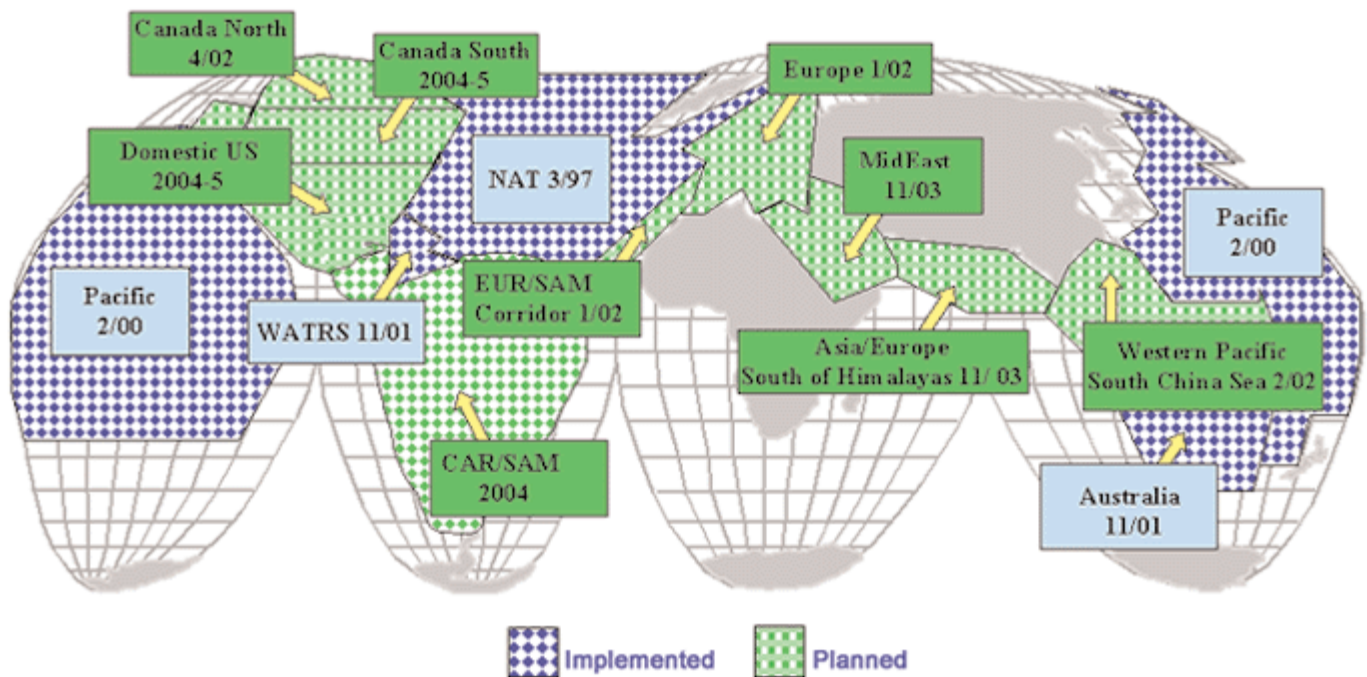 Canada North
4/02
Canada South
2004-5
Europe 1/02
Domestic US
2004-5
NAT 3/97
MidEast
11/03
Pacific
2/00
Pacific
2/00
WATRS 11/01
EUR/SAM
Corridor 1/02
Asia/Europe
South of Himalayas 11/ 03
Western Pacific
South China Sea 2/02
CAR/SAM
2004
Australia
11/01
Implemented
Planned